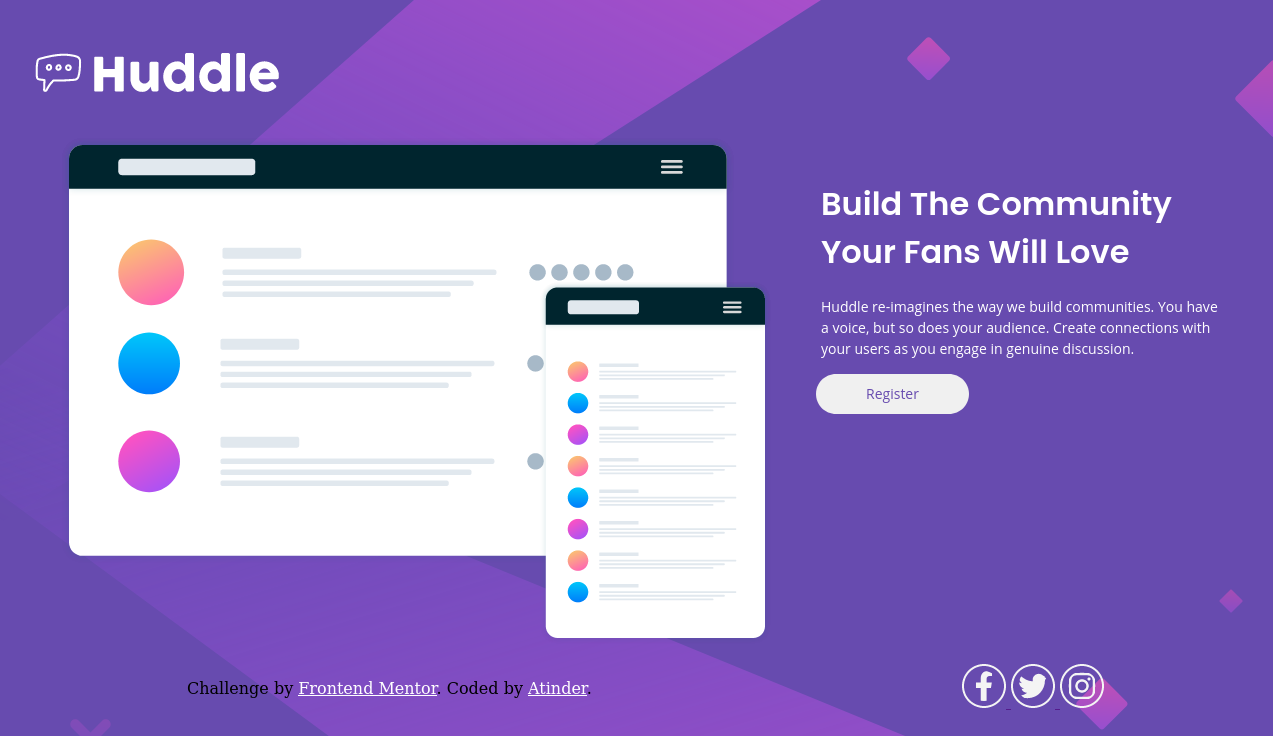 Huddle
Build The Community
Your Fans Will Love
Huddle re-imagines the way we build communities. You have
a voice, but so does your audience. Create connections with
your users as you engage in genuine discussion.
Register
Challenge by Frontend Mentor. Coded by Atinder.